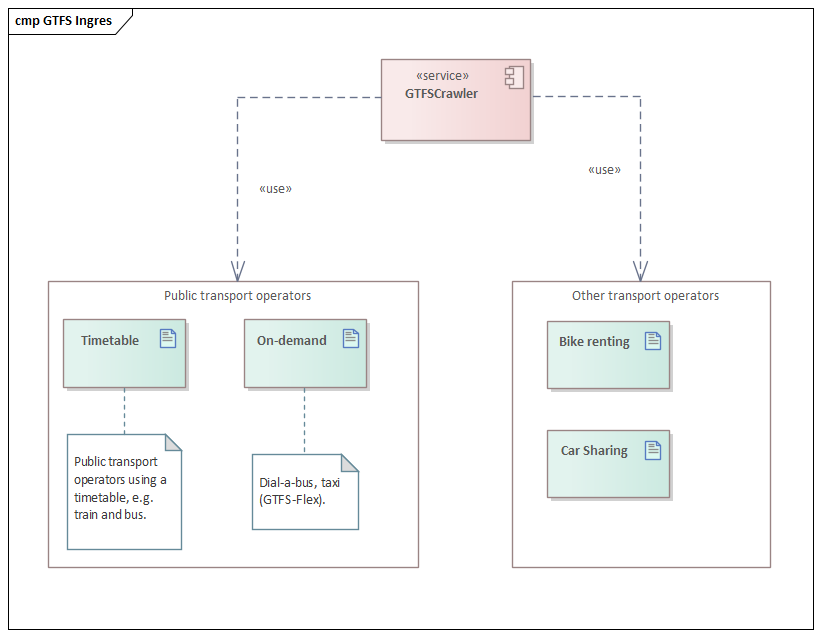 cmp GTFS Ingres
«service»
GTFSCrawler
«use»
«use»
Public transport operators
Other transport operators
Timetable
On-demand
Bike renting
Car Sharing
Public transport
operators using a
timetable, e.g.
train and bus.
Dial-a-bus, taxi
(GTFS-Flex).